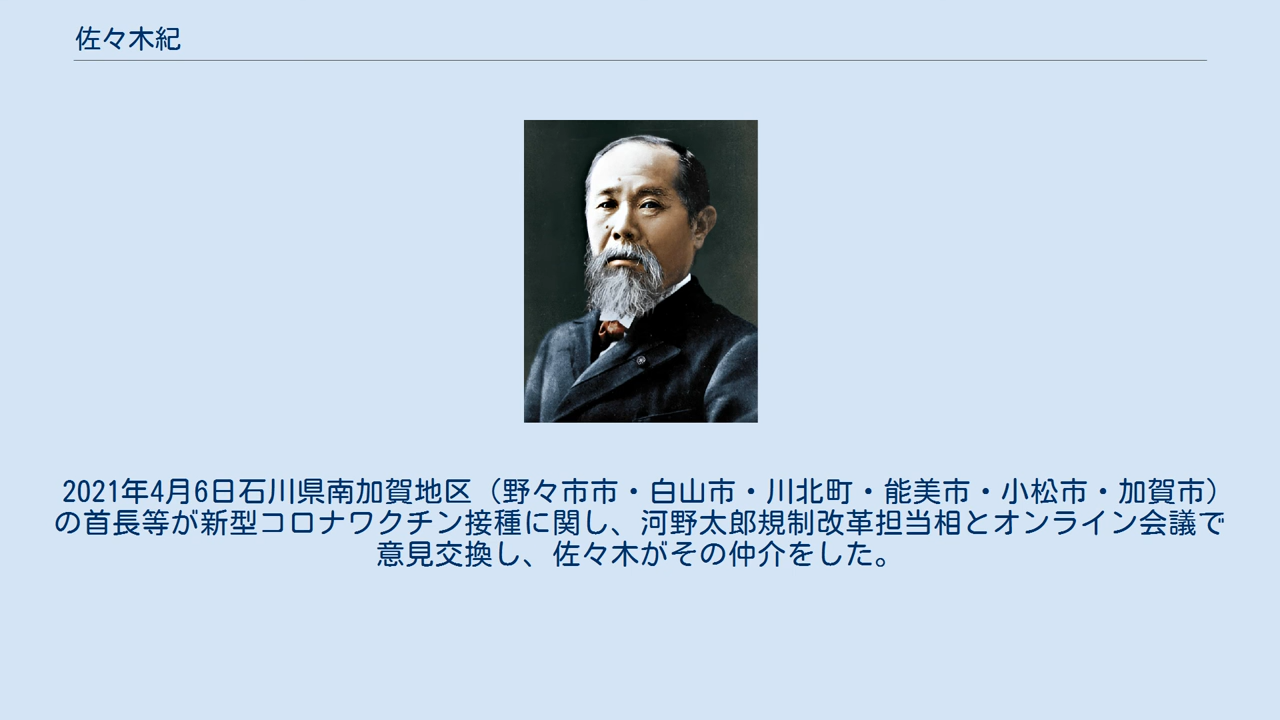 佐々木紀
2021年4月6日石川県南加賀地区（野々市市・白山市・川北町・能美市・小松市・加賀市）
の首長等が新型コロナワクチン接種に関し、河野太郎規制改革担当相とオンライン会議で
意見交換し、佐々木がその仲介をした。